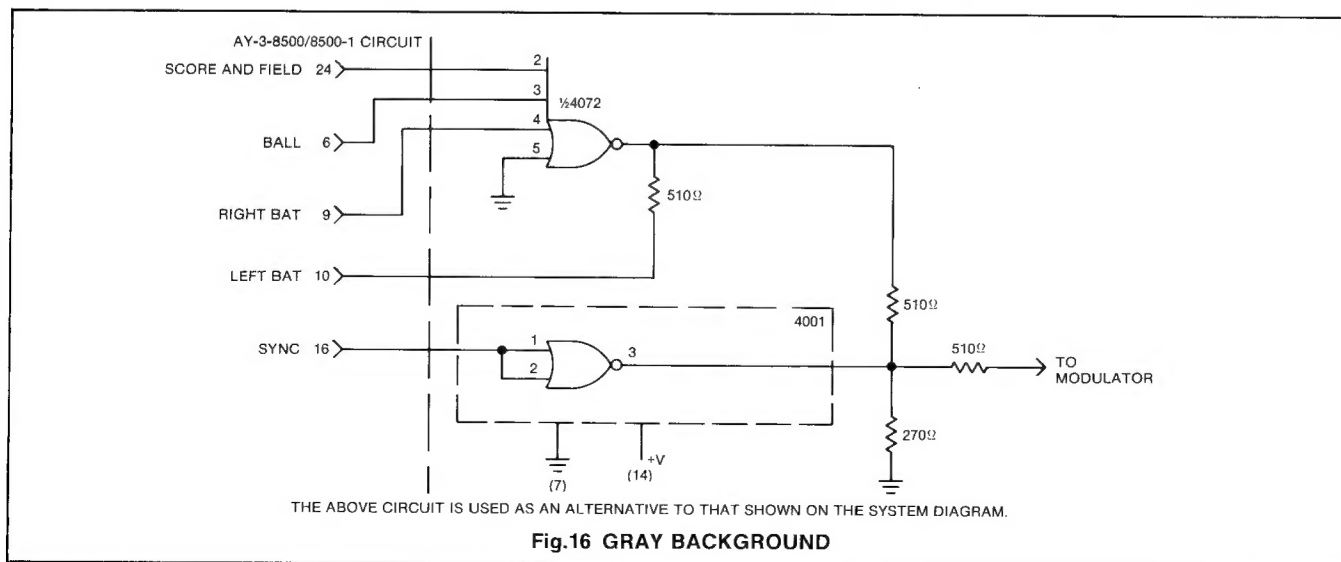 AY-3-8500/8500-1 CIRCUIT
SCORE AND FIELD 24
2
3
½4072
BALL 6
4
5
510Ω
RIGHT BAT 9
LEFT BAT 10
510Ω
4001
SYNC 16
1
2
3
510Ω
TO
MODULATOR
270Ω
+V
(7)
(14)
THE ABOVE CIRCUIT IS USED AS AN ALTERNATIVE TO THAT SHOWN ON THE SYSTEM DIAGRAM.
Fig.16 GRAY BACKGROUND